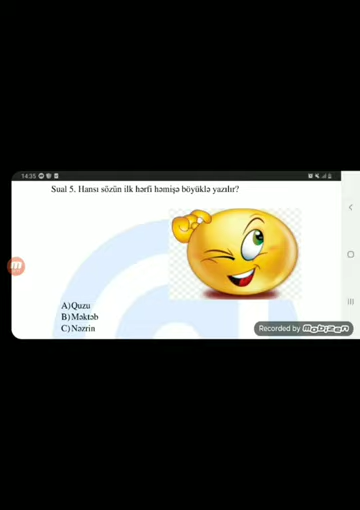 14:35
Sual 5. Hansı sözün ilk hərfi həmişə böyüklə yazılır?
A) Quzu
B) Məktəb
C) Nəzrin
Recorded by Mobizen